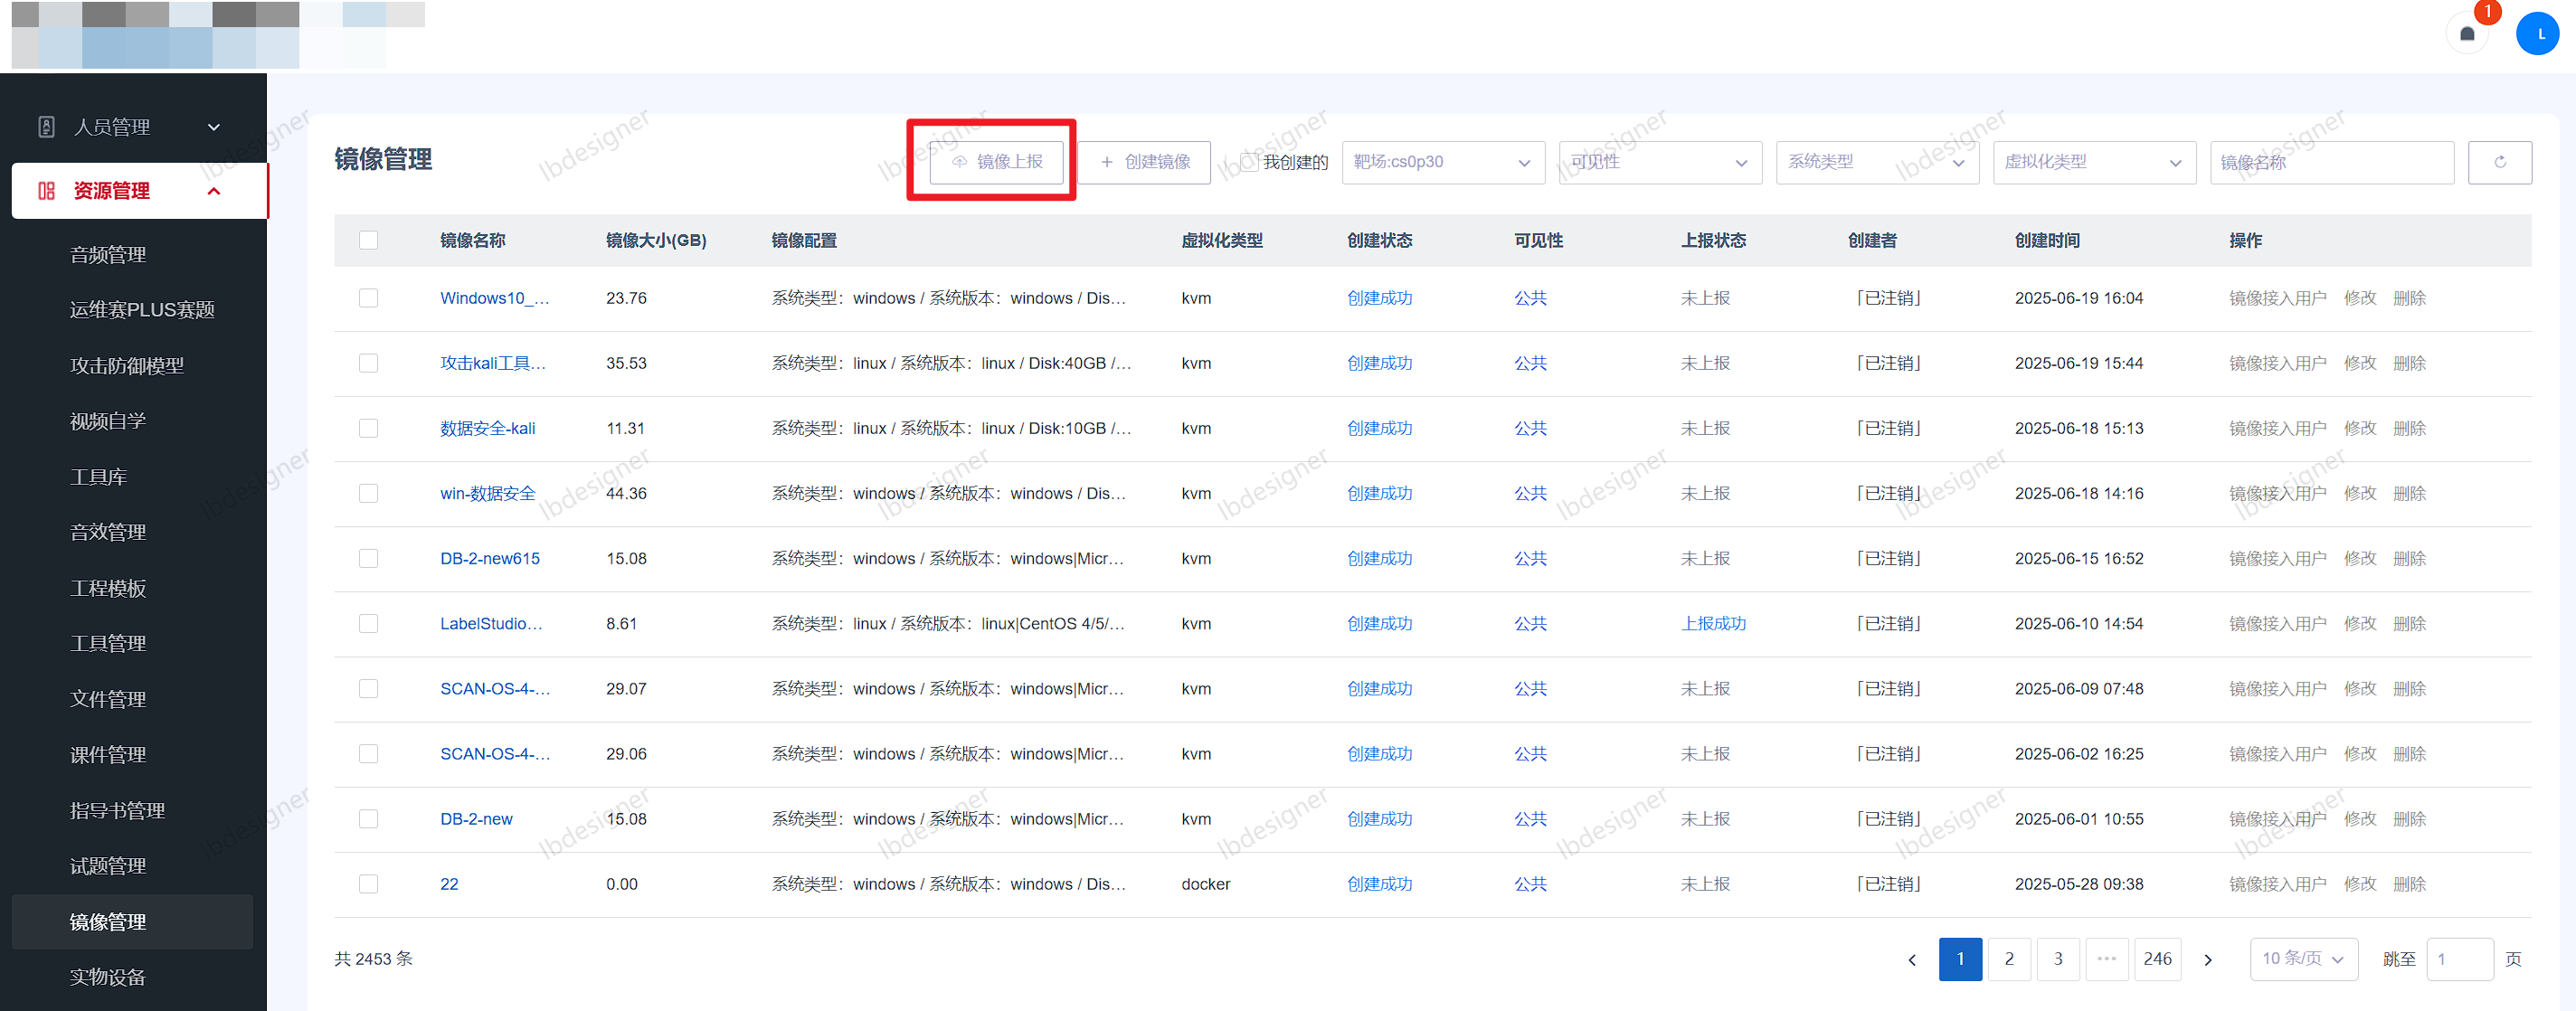 1
L
人员管理
资源管理
音频管理
运维赛PLUS赛题
攻击防御模型
视频自学
工具库
音效管理
工程模板
工具管理
文件管理
课件管理
指导书管理
试题管理
镜像管理
实物设备
镜像管理
镜像上报 + 创建镜像 我创建的 靶场:cs0p30 可见性 系统类型 虚拟化类型 镜像名称
镜像名称 镜像大小(GB) 镜像配置 虚拟化类型 创建状态 可见性 上报状态 创建者 创建时间 操作
Windows10_... 23.76 系统类型：windows / 系统版本：windows / Dis... kvm 创建成功 公共 未上报 「已注销」 2025-06-19 16:04 镜像接入用户 修改 删除
攻击kali工具... 35.53 系统类型：linux / 系统版本：linux / Disk:40GB /... kvm 创建成功 公共 未上报 「已注销」 2025-06-19 15:44 镜像接入用户 修改 删除
数据安全-kali 11.31 系统类型：linux / 系统版本：linux / Disk:10GB /... kvm 创建成功 公共 未上报 「已注销」 2025-06-18 15:13 镜像接入用户 修改 删除
win-数据安全 44.36 系统类型：windows / 系统版本：windows / Dis... kvm 创建成功 公共 未上报 「已注销」 2025-06-18 14:16 镜像接入用户 修改 删除
DB-2-new615 15.08 系统类型：windows / 系统版本：windows|Micr... kvm 创建成功 公共 未上报 「已注销」 2025-06-15 16:52 镜像接入用户 修改 删除
LabelStudio... 8.61 系统类型：linux / 系统版本：linux|CentOS 4/5/... kvm 创建成功 公共 上报成功 「已注销」 2025-06-10 14:54 镜像接入用户 修改 删除
SCAN-OS-4-... 29.07 系统类型：windows / 系统版本：windows|Micr... kvm 创建成功 公共 未上报 「已注销」 2025-06-09 07:48 镜像接入用户 修改 删除
SCAN-OS-4-... 29.06 系统类型：windows / 系统版本：windows|Micr... kvm 创建成功 公共 未上报 「已注销」 2025-06-02 16:25 镜像接入用户 修改 删除
DB-2-new 15.08 系统类型：windows / 系统版本：windows|Micr... kvm 创建成功 公共 未上报 「已注销」 2025-06-01 10:55 镜像接入用户 修改 删除
22 0.00 系统类型：windows / 系统版本：windows / Dis... docker 创建成功 公共 未上报 「已注销」 2025-05-28 09:38 镜像接入用户 修改 删除
共 2453 条 < 1 2 3 ••• 246 > 10 条/页 跳至 1 页
lbdesigner